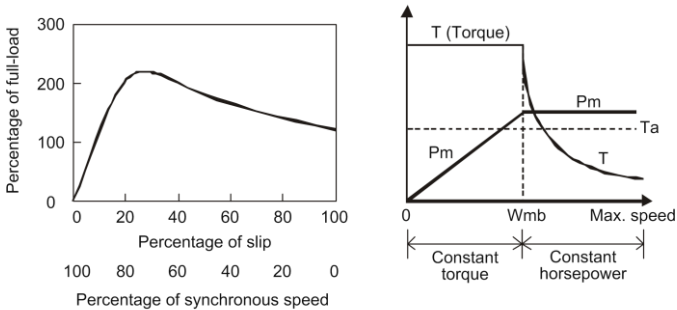 Percentage of full-load
300
200
100
0
0 20 40 60 80 100
Percentage of slip
100 80 60 40 20 0
Percentage of synchronous speed
T (Torque)
Pm
Ta
Pm
T
0 Wmb Max. speed
Constant torque
Constant horsepower